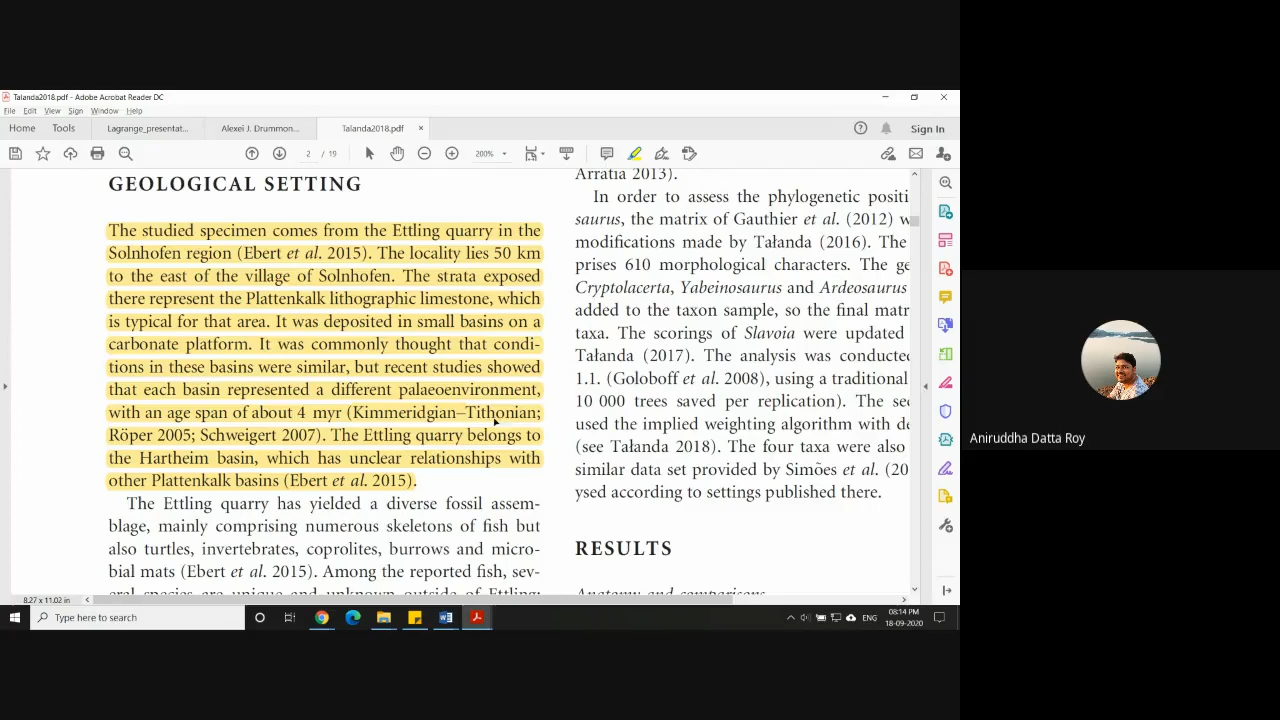 Talanda2018.pdf - Adobe Acrobat Reader DC
File Edit View Sign Window Help
Home Tools Lagrange_presentat... Alexei J. Drummon... Talanda2018.pdf × Sign In
2 / 19 200%
GEOLOGICAL SETTING
The studied specimen comes from the Ettling quarry in the
Solnhofen region (Ebert et al. 2015). The locality lies 50 km
to the east of the village of Solnhofen. The strata exposed
there represent the Plattenkalk lithographic limestone, which
is typical for that area. It was deposited in small basins on a
carbonate platform. It was commonly thought that condi-
tions in these basins were similar, but recent studies showed
that each basin represented a different palaeoenvironment,
with an age span of about 4 myr (Kimmeridgian–Tithonian;
Röper 2005; Schweigert 2007). The Ettling quarry belongs to
the Hartheim basin, which has unclear relationships with
other Plattenkalk basins (Ebert et al. 2015).
The Ettling quarry has yielded a diverse fossil assem-
blage, mainly comprising numerous skeletons of fish but
also turtles, invertebrates, coprolites, burrows and micro-
bial mats (Ebert et al. 2015). Among the reported fish, sev-
eral species are unique and unknown outside of Ettling;
Arratia 2013).
In order to assess the phylogenetic positi
saurus, the matrix of Gauthier et al. (2012) w
modifications made by Tałanda (2016). The
prises 610 morphological characters. The ge
Cryptolacerta, Yabeinosaurus and Ardeosaurus
added to the taxon sample, so the final matr
taxa. The scorings of Slavoia were updated
Tałanda (2017). The analysis was conducted
1.1. (Goloboff et al. 2008), using a traditional
10 000 trees saved per replication). The sec
used the implied weighting algorithm with de
(see Tałanda 2018). The four taxa were also
similar data set provided by Simões et al. (20
ysed according to settings published there.
RESULTS
Anatomy and comparisons
8.27 x 11.02 in
Type here to search
ENG
08:14 PM
18-09-2020
Aniruddha Datta Roy